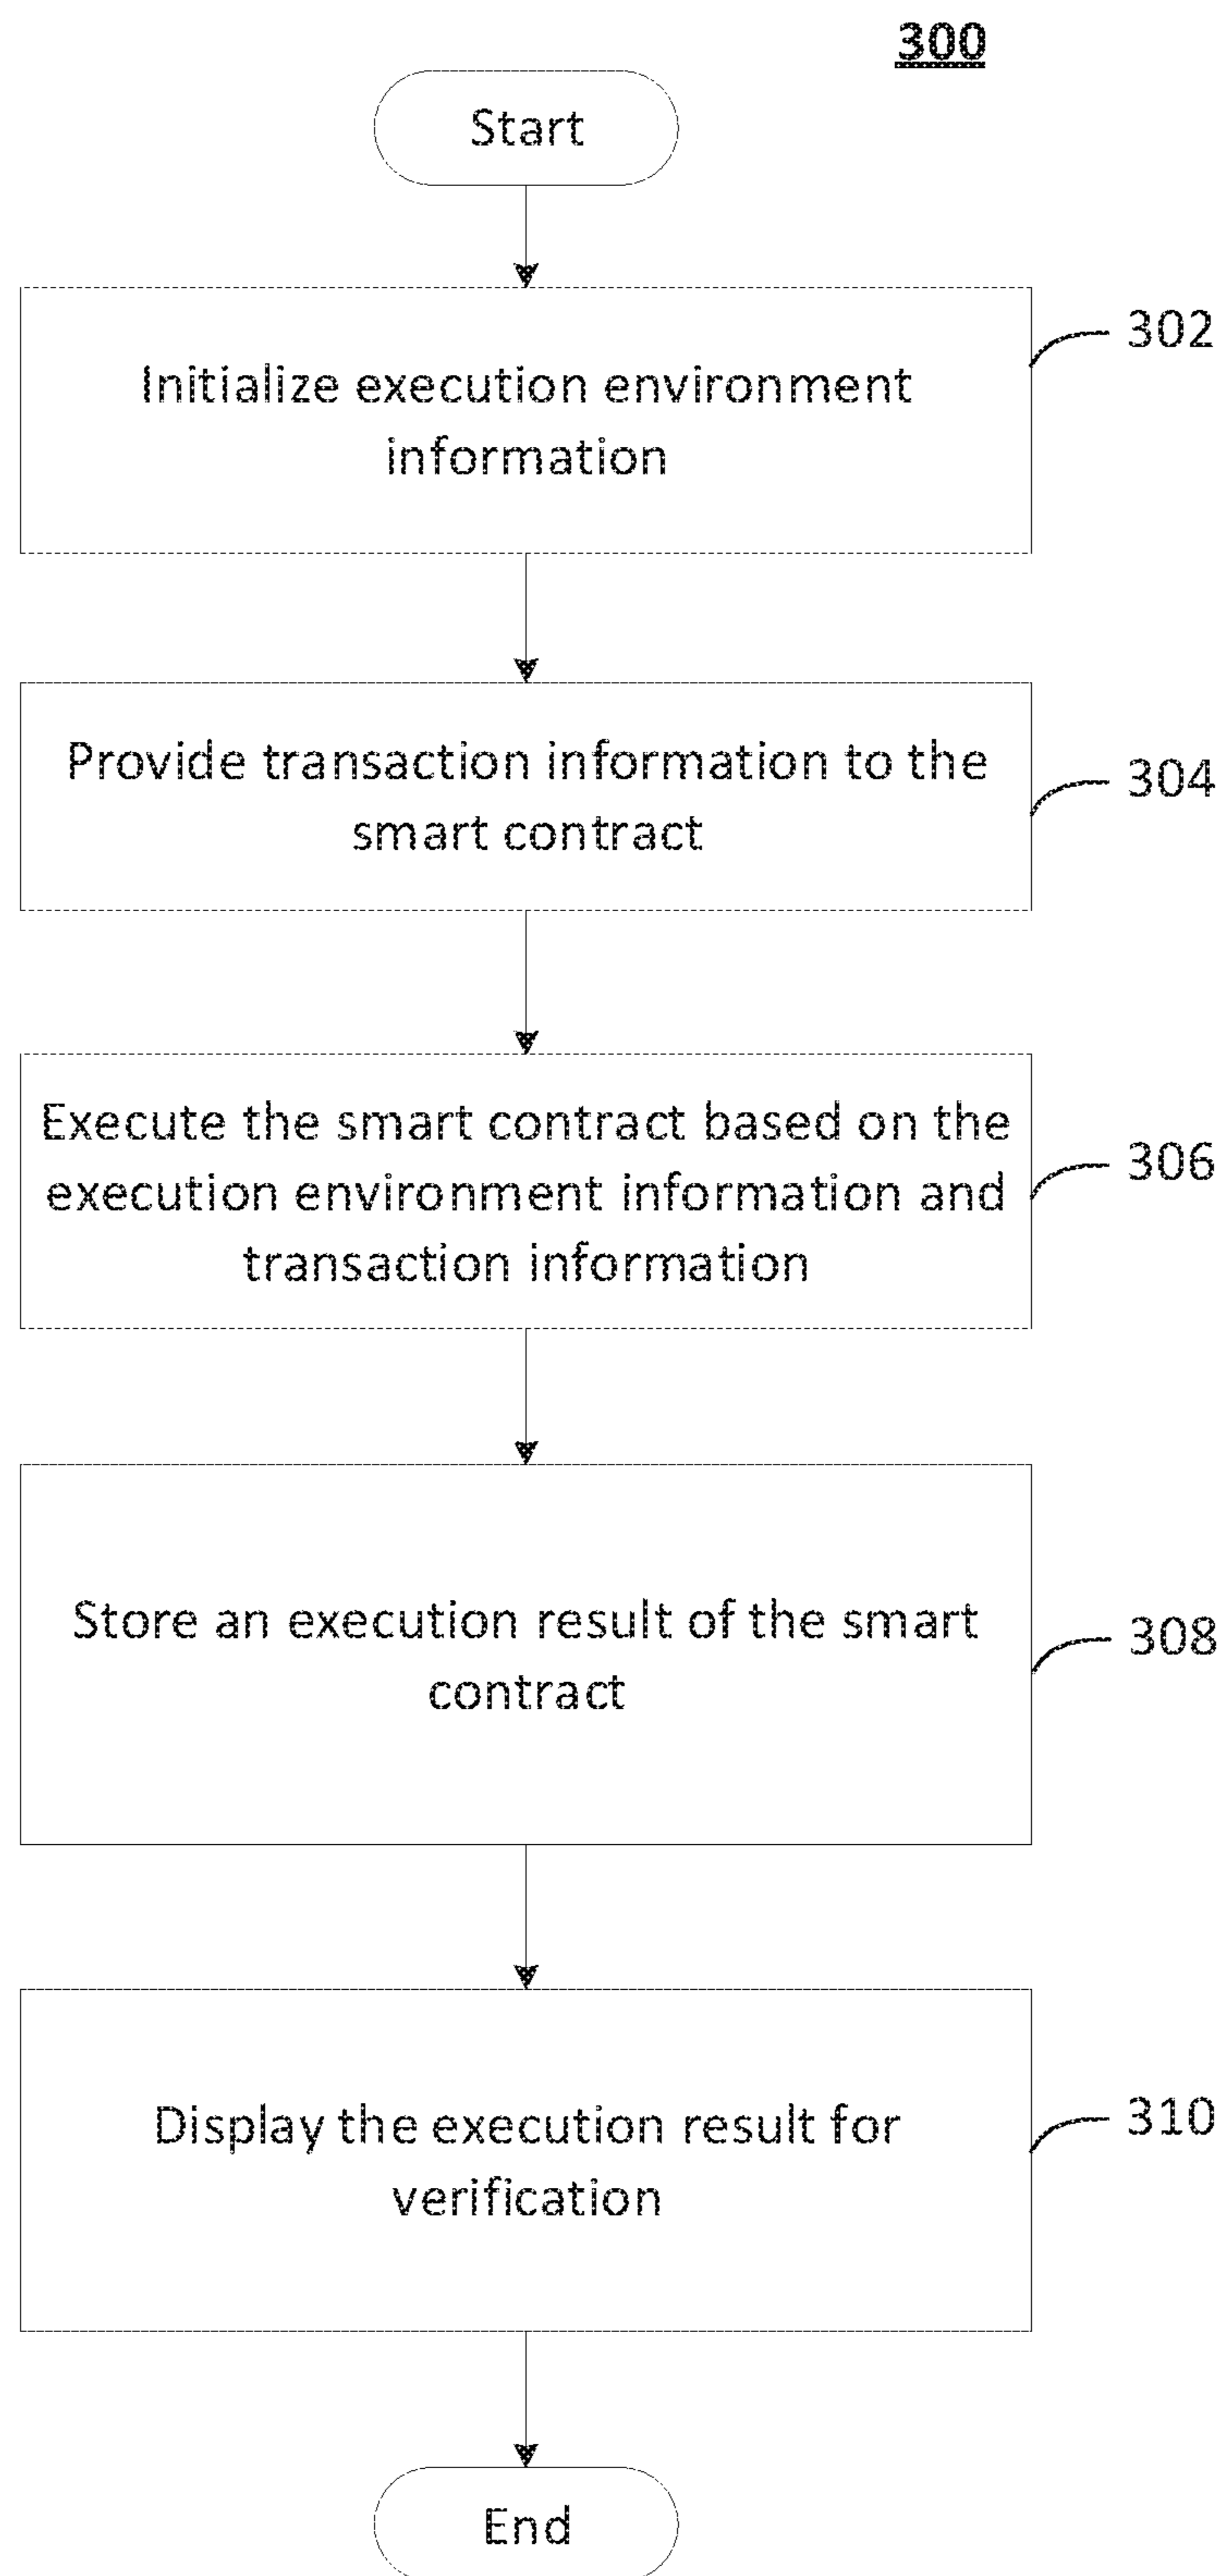 300
Start
Initialize execution environment
information
302
Provide transaction information to the
smart contract
304
Execute the smart contract based on the
execution environment information and
transaction information
306
Store an execution result of the smart
contract
308
Display the execution result for
verification
310
End